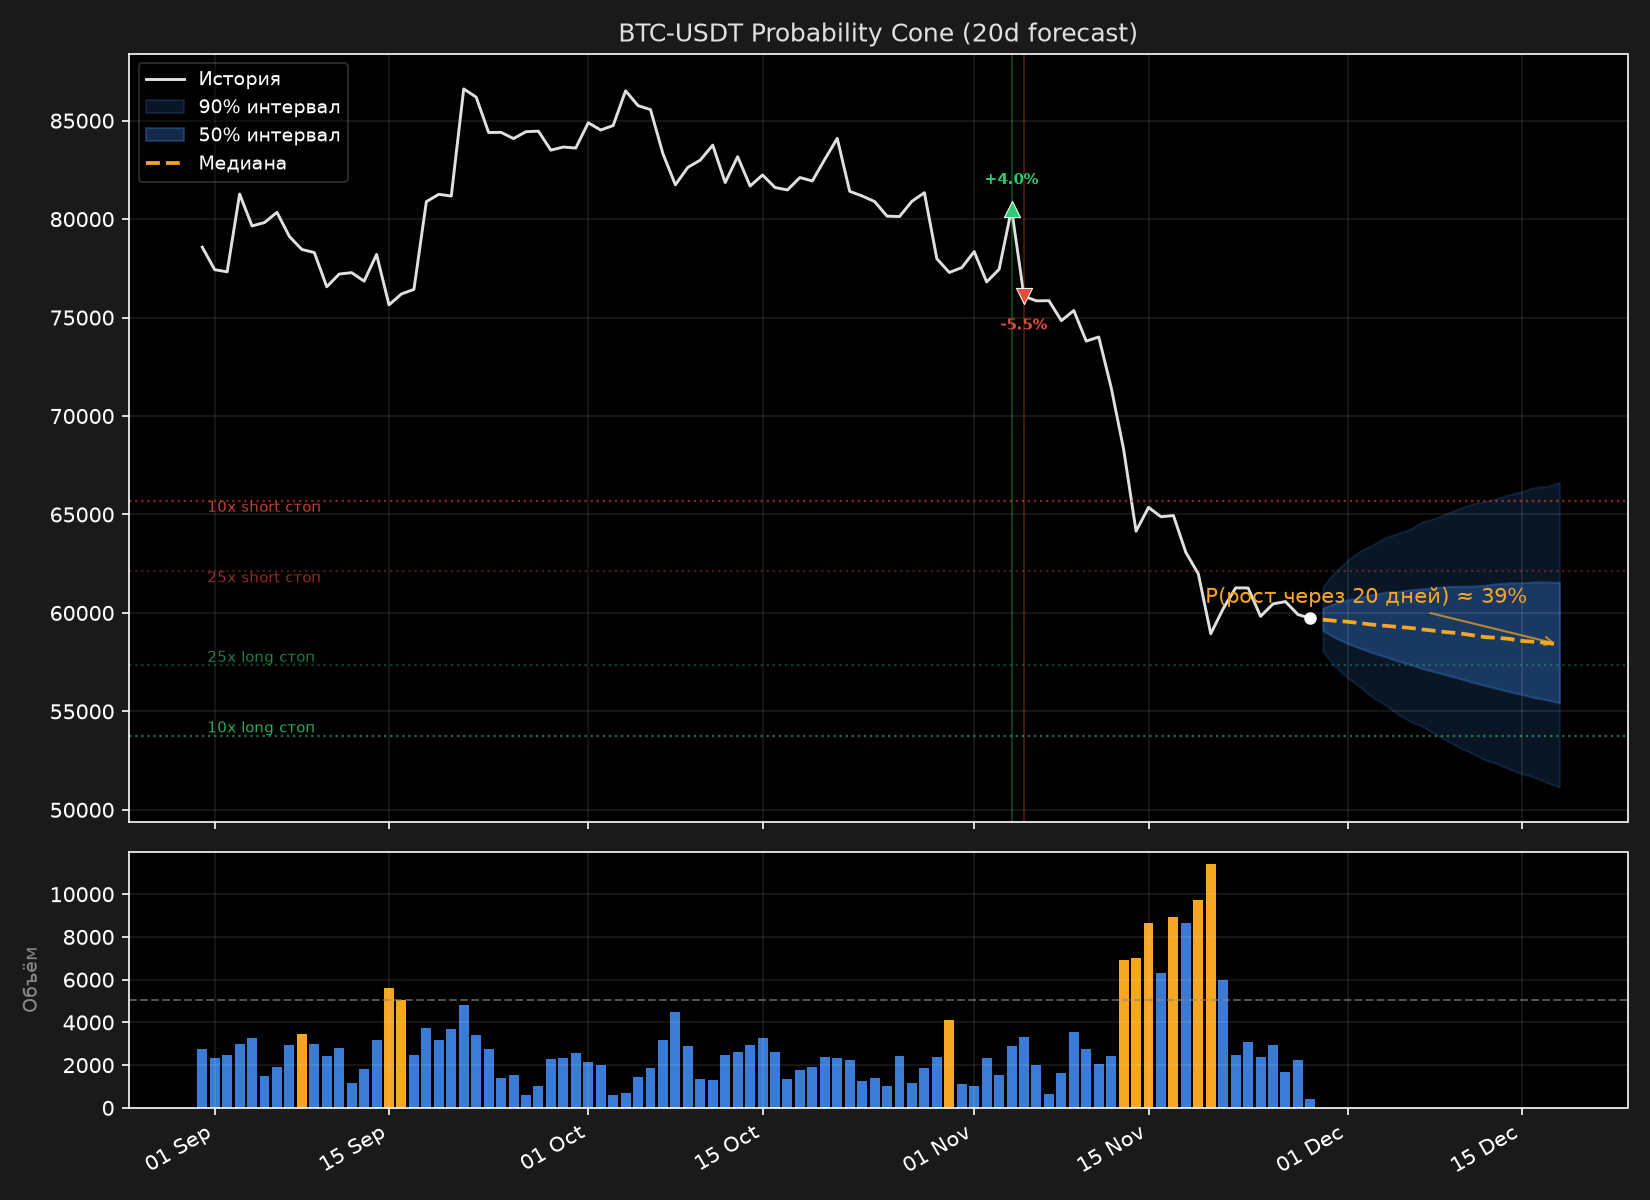 BTC-USDT Probability Cone (20d forecast)
История
90% интервал
50% интервал
Медиана
85000
80000
75000
70000
65000
60000
55000
50000
+4.0%
-5.5%
10x short стоп
25x short стоп
P(рост через 20 дней) ≈ 39%
25x long стоп
10x long стоп
Объём
10000
8000
6000
4000
2000
0
01 Sep
15 Sep
01 Oct
15 Oct
01 Nov
15 Nov
01 Dec
15 Dec